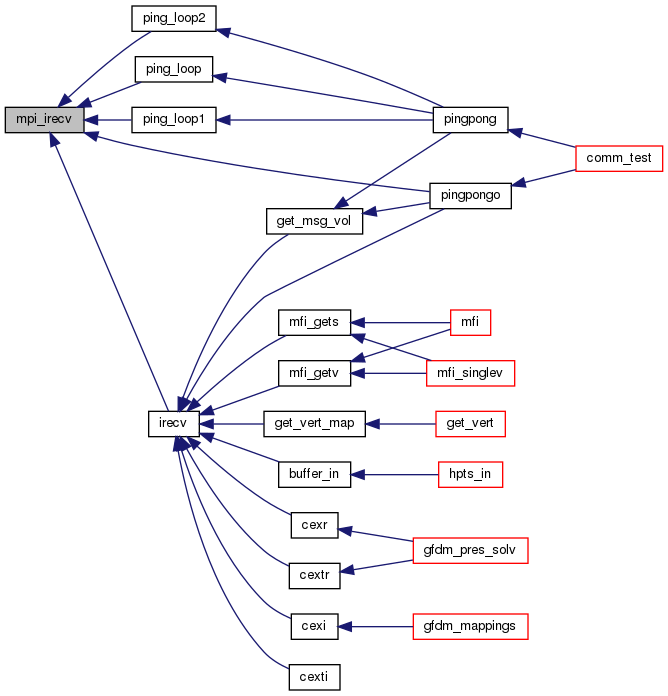 ping_loop2
ping_loop
mpi_irecv
ping_loop1
pingpong
comm_test
pingpongo
get_msg_vol
mfi_gets
mfi
mfi_getv
mfi_singlev
irecv
get_vert_map
get_vert
buffer_in
hpts_in
cexr
gfdm_pres_solv
cextr
cexi
gfdm_mappings
cexti